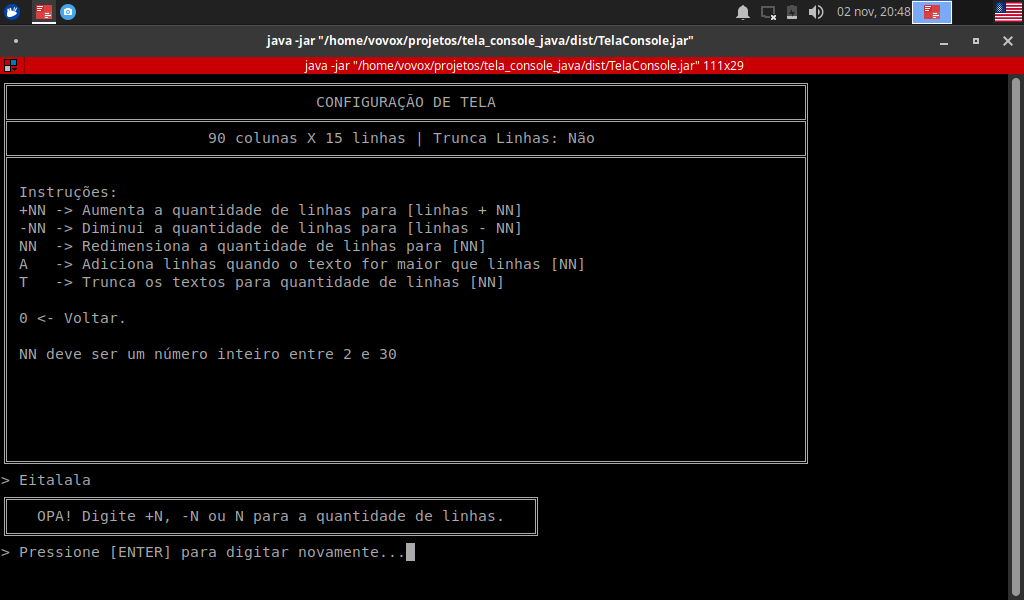 02 nov, 20:48
java -jar "/home/vovox/projetos/tela_console_java/dist/TelaConsole.jar"
java -jar "/home/vovox/projetos/tela_console_java/dist/TelaConsole.jar" 111x29
CONFIGURAÇÃO DE TELA
90 colunas X 15 linhas | Trunca Linhas: Não
Instruções:
+NN -> Aumenta a quantidade de linhas para [linhas + NN]
-NN -> Diminui a quantidade de linhas para [linhas - NN]
NN  -> Redimensiona a quantidade de linhas para [NN]
A   -> Adiciona linhas quando o texto for maior que linhas [NN]
T   -> Trunca os textos para quantidade de linhas [NN]
0 <- Voltar.
NN deve ser um número inteiro entre 2 e 30
> Eitalala
OPA! Digite +N, -N ou N para a quantidade de linhas.
> Pressione [ENTER] para digitar novamente...